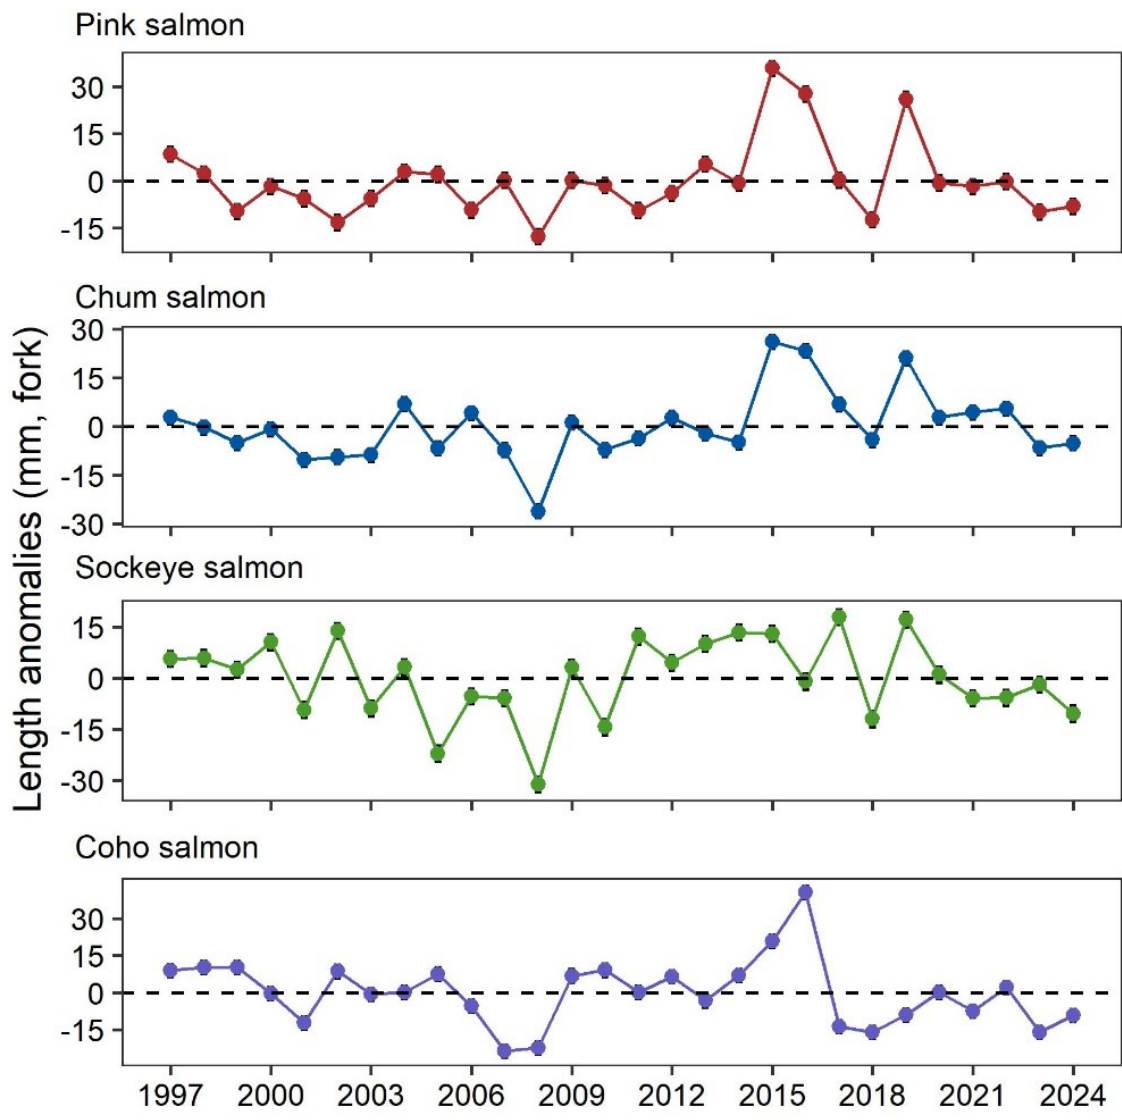 Pink salmon
30
15
0
-15
Chum salmon
30
15
0
-15
-30
Sockeye salmon
15
0
-15
-30
Coho salmon
30
15
0
-15
Length anomalies (mm, fork)
1997 2000 2003 2006 2009 2012 2015 2018 2021 2024